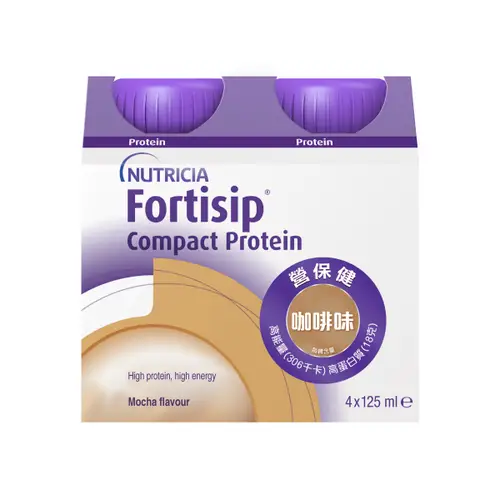 Protein
Protein
NUTRICIA
Fortisip®
Compact Protein
營保健
咖啡味
高能量(306千卡) 高蛋白質(18克)
High protein, high energy
Mocha flavour
4 x 125 ml ℮